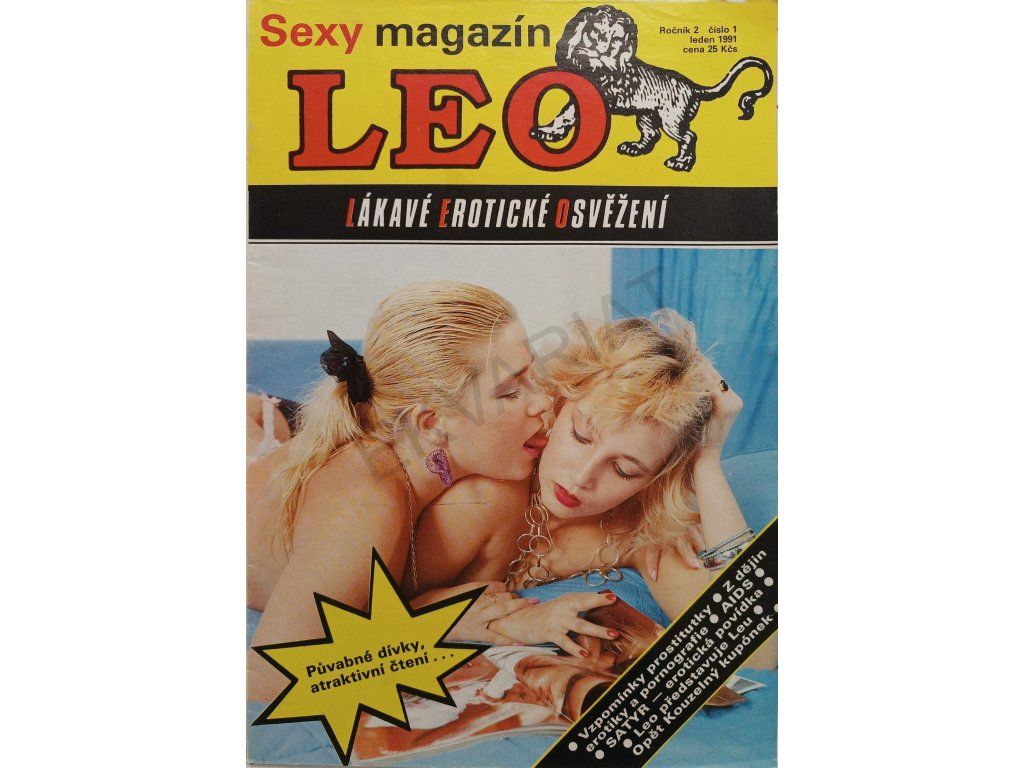 Sexy magazín
Ročník 2 číslo 1
leden 1991
cena 25 Kčs
LEO
LÁKAVÉ EROTICKÉ OSVĚŽENÍ
Půvabné dívky,
atraktivní čtení...
• Vzpomínky prostitutky • Z dějin
erotiky a pornografie • AIDS •
SATYR — erotická povídka •
• Leo představuje Leu •
Opět Kouzelný kupónek •